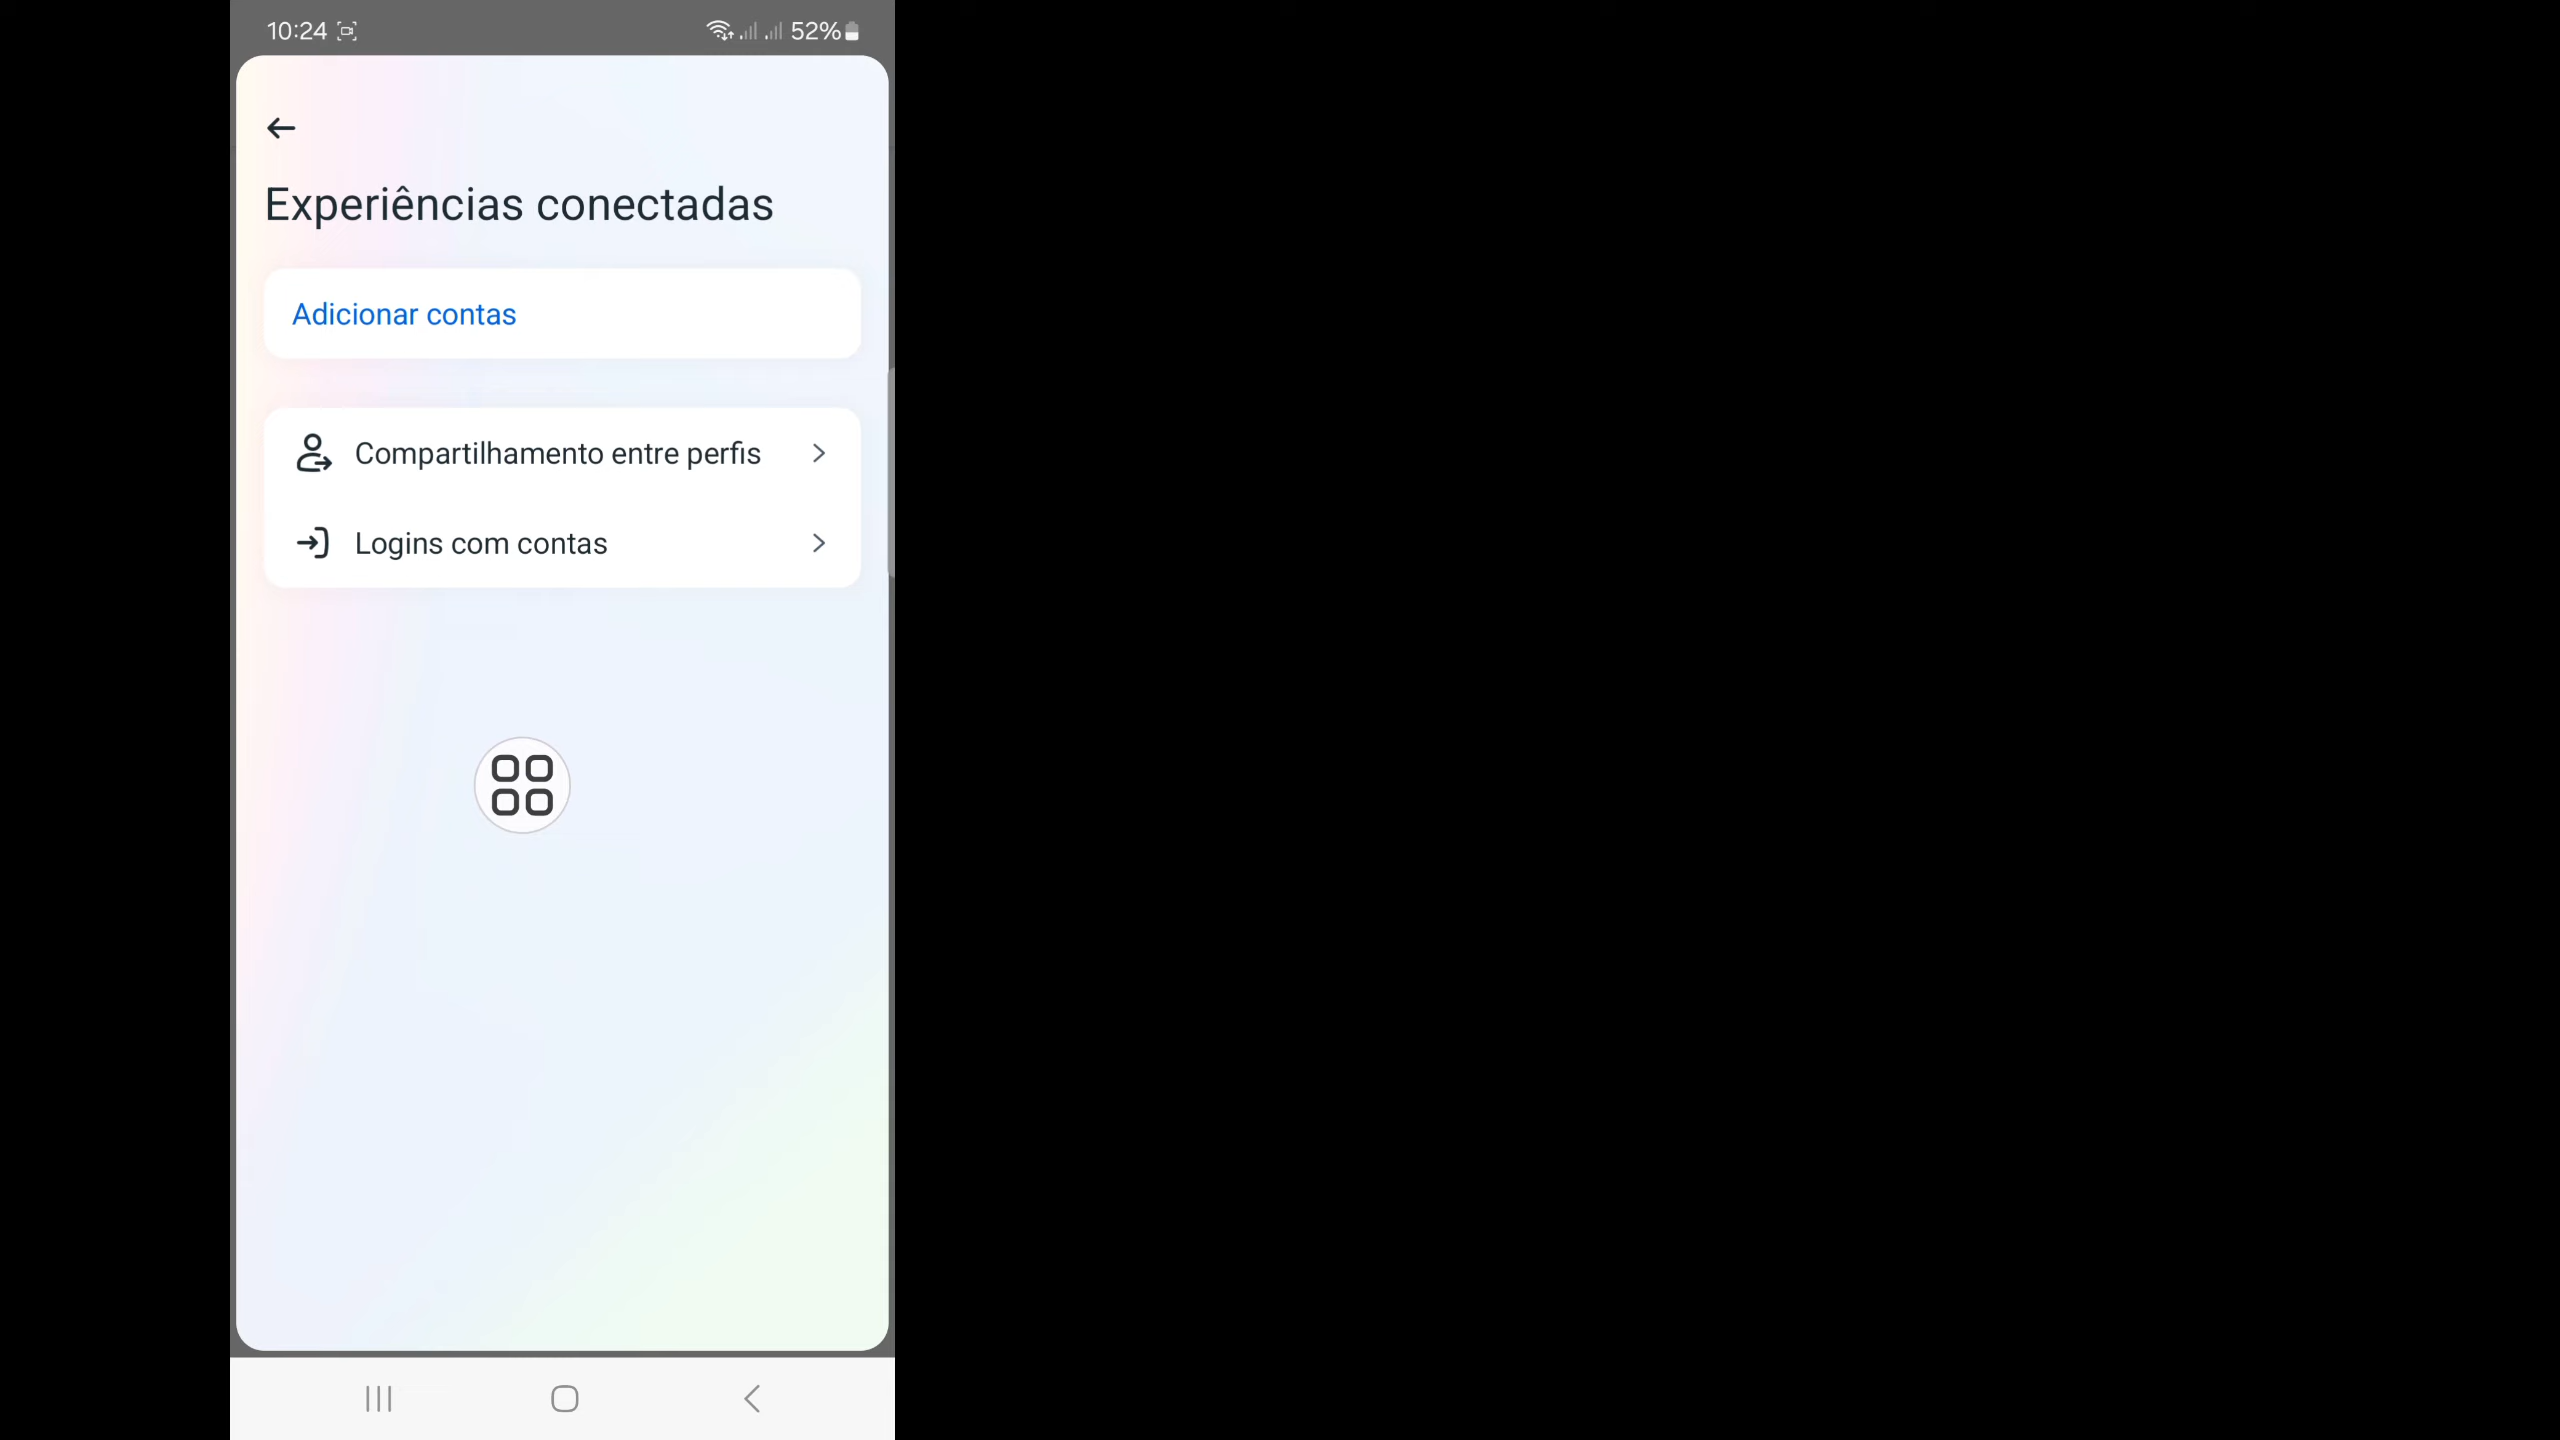 10:24 52%
Experiências conectadas
Adicionar contas
Compartilhamento entre perfis
Logins com contas